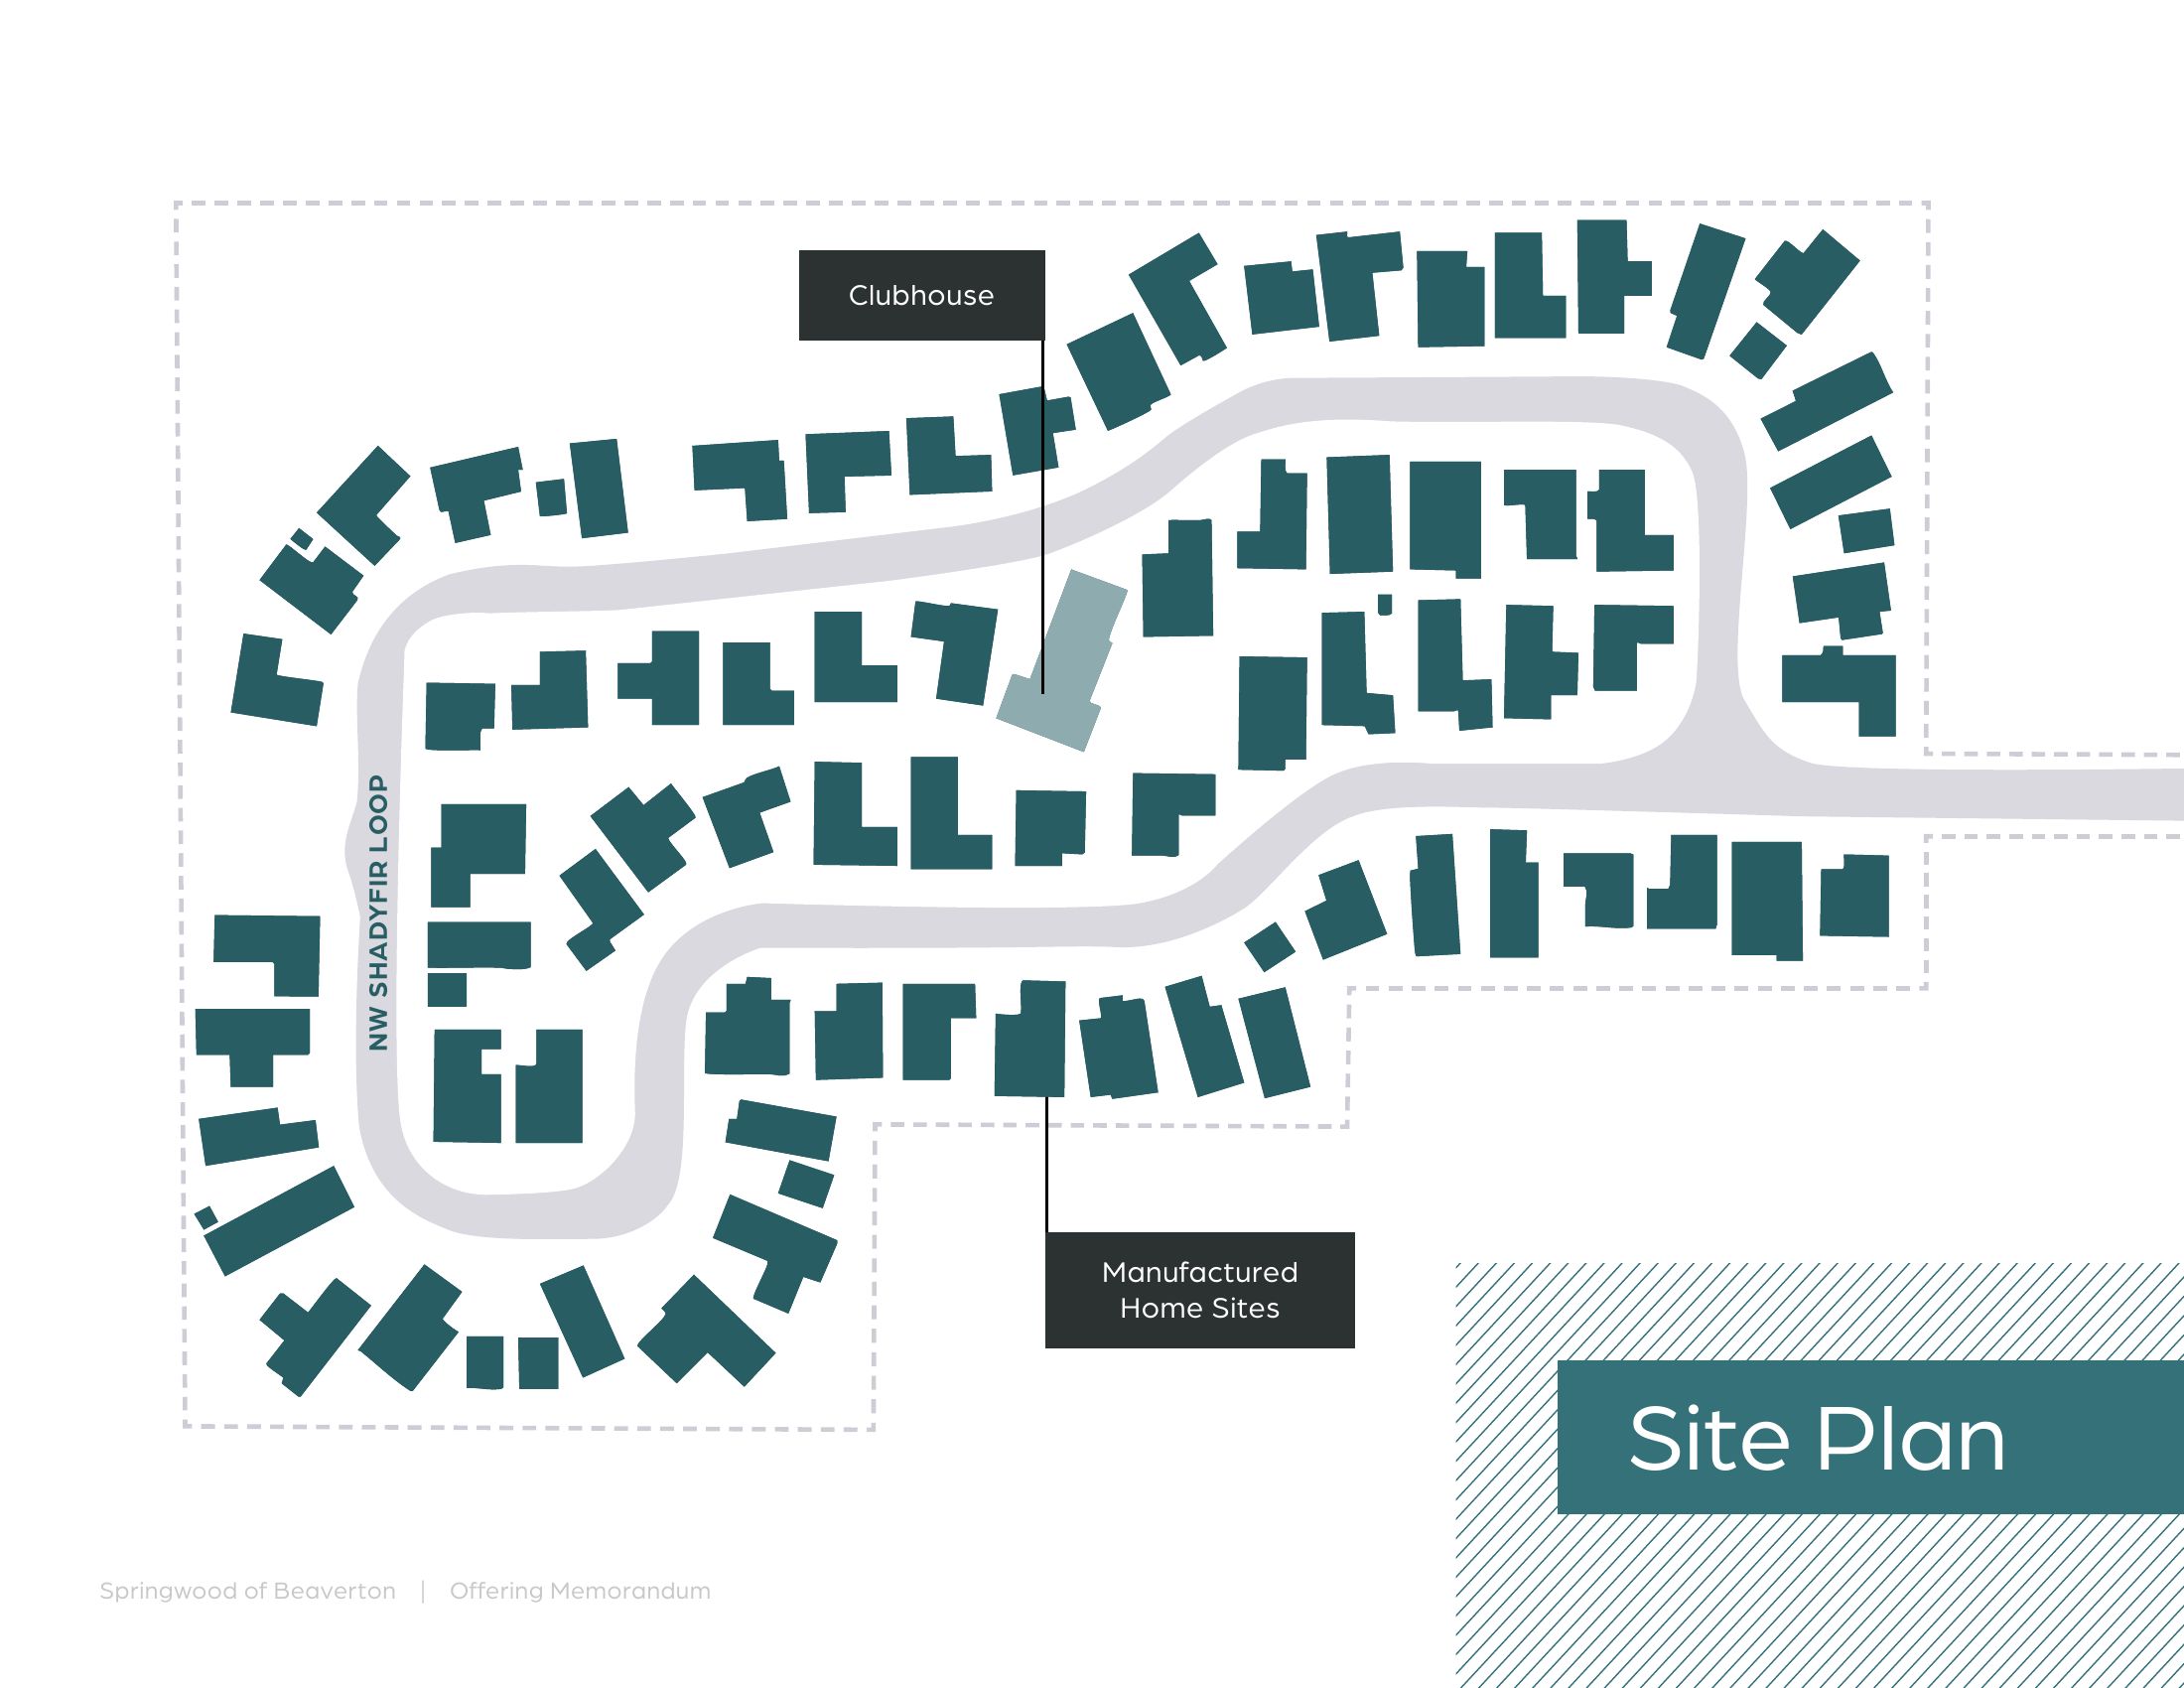 Clubhouse
NW SHADYFIR LOOP
Manufactured
Home Sites
Site Plan
Springwood of Beaverton | Offering Memorandum